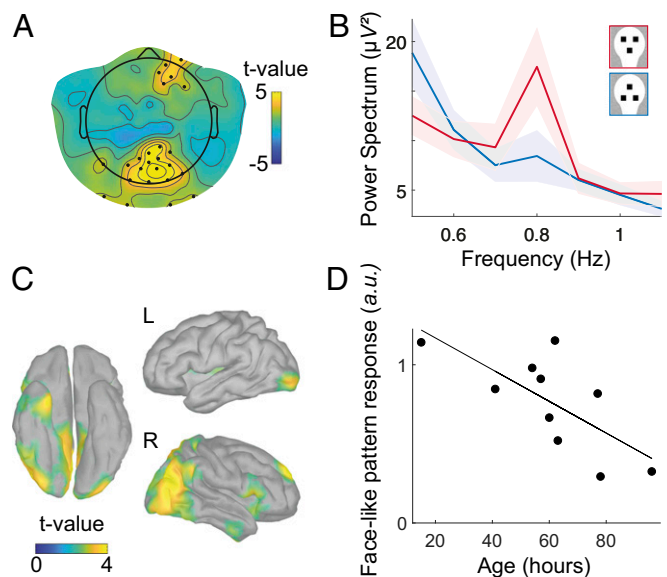 A
t-value
5
-5
B
Power Spectrum (µV²)
20
5
0.6
0.8
1
Frequency (Hz)
C
L
R
t-value
0
4
D
Face-like pattern response (a.u.)
1
0
20
40
60
80
Age (hours)